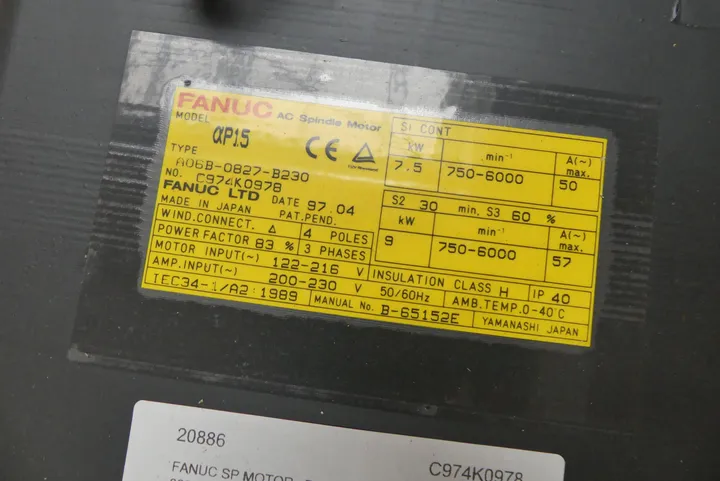 FANUC AC Spindle Motor
MODEL
αP15
CE
TYPE
A06B-0827-B230
NO. C974K0978
FANUC LTD DATE 97.04
MADE IN JAPAN PAT.PEND.
WIND.CONNECT. Δ 4 POLES
POWER FACTOR 83 % 3 PHASES
MOTOR INPUT(~) 122-216 V
AMP.INPUT(~) 200-230 V 50/60Hz
IEC34-1/A2:1989 MANUAL No. B-65152E
S1 CONT
kW min⁻¹ A(~) max.
7.5 750-6000 50
S2 30 min, S3 60 %
kW min⁻¹ A(~) max.
9 750-6000 57
INSULATION CLASS H IP 40
AMB.TEMP.0-40°C
YAMANASHI JAPAN
20886
C974K0978
FANUC SP MOTOR